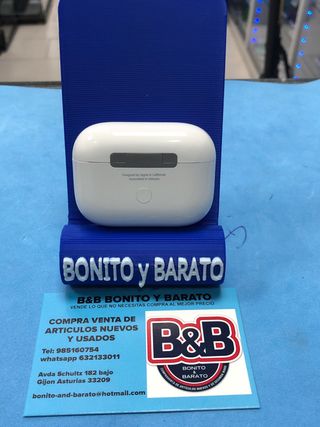 Designed by Apple in California
BONITO y BARATO
B&B BONITO Y BARATO
VENDE LO QUE NO NECESITAS COMPRA AL MEJOR PRECIO
COMPRA VENTA DE
ARTICULOS NUEVOS
Y USADOS
Tel: 985160754
whatsapp 632133011
Avda Schultz 182 bajo
Gijon Asturias 33209
bonito-and-barato@hotmail.com
B&B
BONITO
&
BARATO